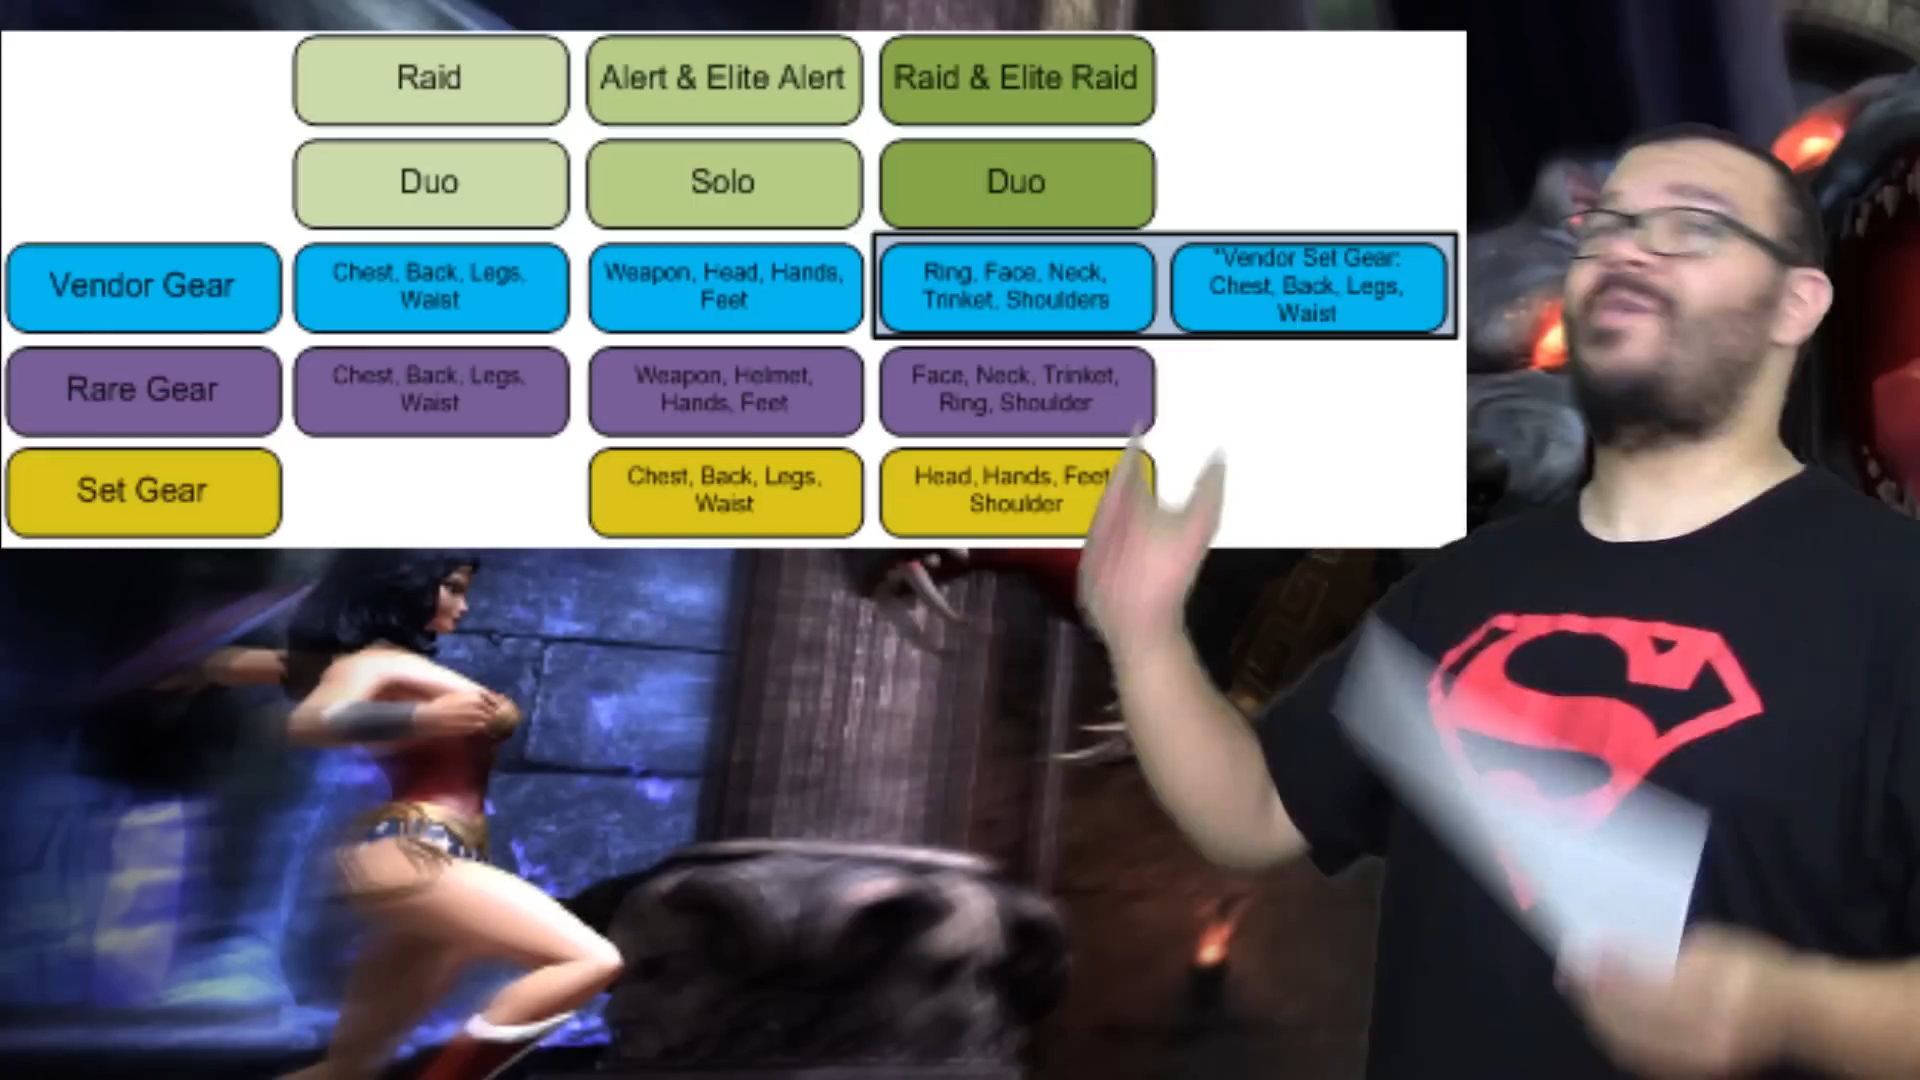 Raid
Alert & Elite Alert
Raid & Elite Raid
Duo
Solo
Duo
Vendor Gear
Chest, Back, Legs,
Waist
Weapon, Head, Hands,
Feet
Ring, Face, Neck,
Trinket, Shoulders
*Vendor Set Gear:
Chest, Back, Legs,
Waist
Rare Gear
Chest, Back, Legs,
Waist
Weapon, Helmet,
Hands, Feet
Face, Neck, Trinket,
Ring, Shoulder
Set Gear
Chest, Back, Legs,
Waist
Head, Hands, Feet
Shoulder